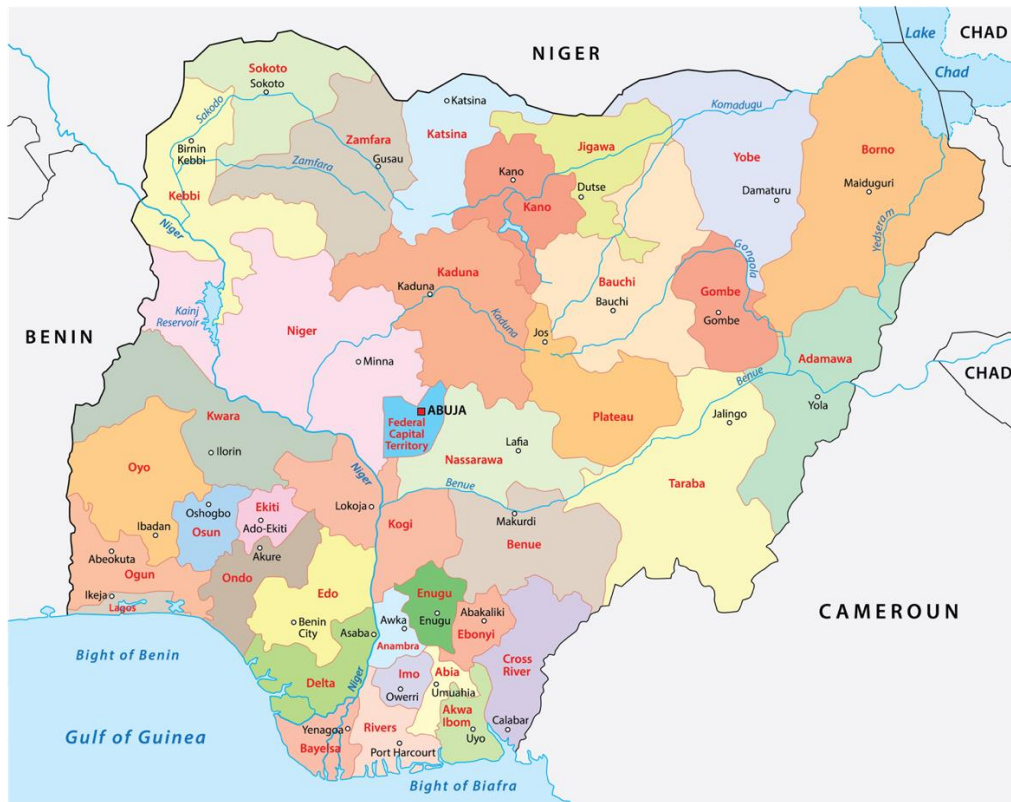 NIGER
CHAD
Lake
Chad
Sokoto
Sokoto
Sakodo
Katsina
Katsina
Komadugu
Zamfara
Gusau
Zamfara
Birnin
Kebbi
Kebbi
Jigawa
Kano
Kano
Dutse
Yobe
Damaturu
Borno
Maiduguri
Yedseram
Niger
Kainj
Reservoir
BENIN
Kaduna
Kaduna
Kaduna
Bauchi
Bauchi
Gongola
Gombe
Gombe
Niger
Minna
Jos
Adamawa
Benue
CHAD
Yola
Jalingo
Plateau
ABUJA
Federal
Capital
Territory
Kwara
Ilorin
Oyo
Lafia
Nassarawa
Niger
Benue
Taraba
Oshogbo
Osun
Ekiti
Ado-Ekiti
Lokoja
Kogi
Makurdi
Benue
Ibadan
Akure
Abeokuta
Ogun
Ondo
Ikeja
Lagos
Edo
Enugu
Enugu
Abakaliki
Ebonyi
Benin
City
Asaba
Awka
Anambra
CAMEROUN
Bight of Benin
Cross
River
Imo
Owerri
Abia
Umuahia
Delta
Niger
Akwa
Ibom
Uyo
Calabar
Rivers
Yenagoa
Bayelsa
Port Harcourt
Gulf of Guinea
Bight of Biafra